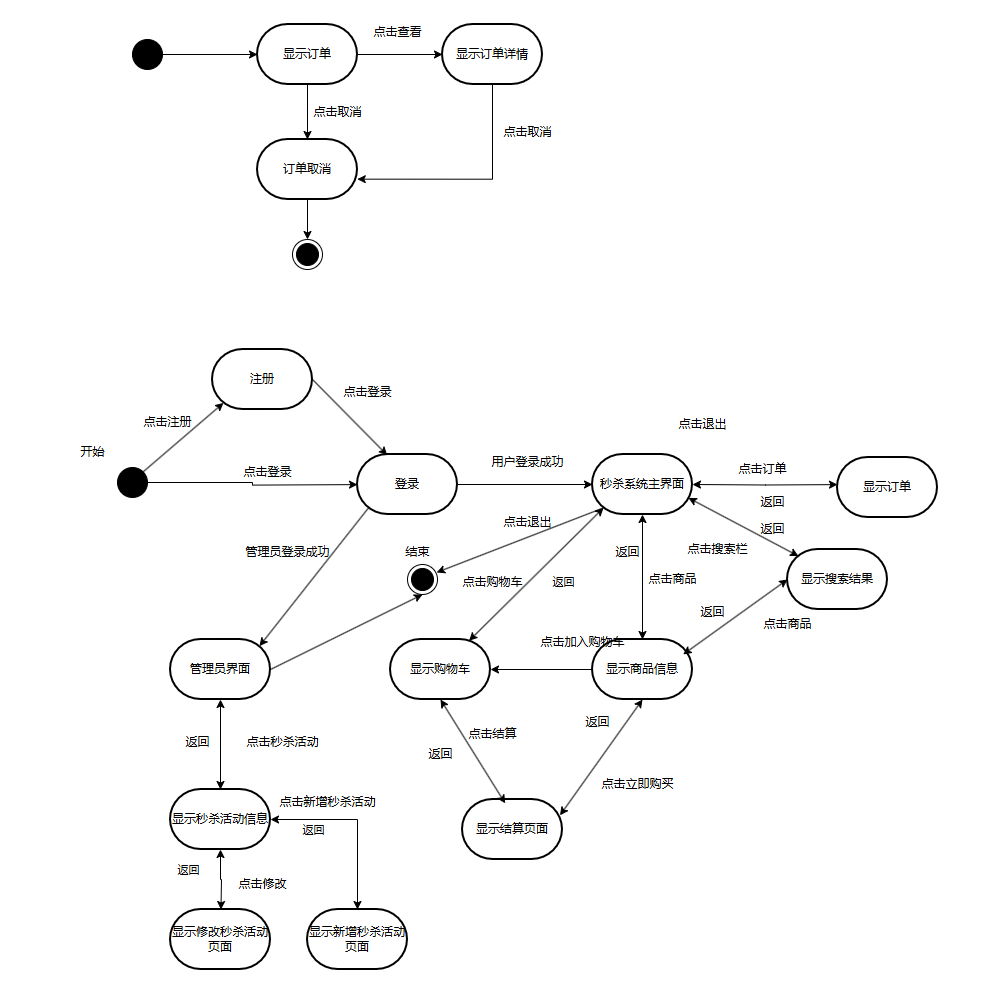 点击查看
显示订单
显示订单详情
点击取消
点击取消
订单取消
注册
点击登录
点击注册
点击退出
开始
点击登录
用户登录成功
点击订单
登录
秒杀系统主界面
显示订单
返回
点击退出
返回
管理员登录成功
结束
返回
点击搜索栏
点击购物车
返回
点击商品
显示搜索结果
返回
点击商品
点击加入购物车
管理员界面
显示购物车
显示商品信息
返回
点击秒杀活动
点击结算
返回
返回
点击立即购买
点击新增秒杀活动
显示秒杀活动信息
返回
显示结算页面
返回
点击修改
显示修改秒杀活动
页面
显示新增秒杀活动
页面